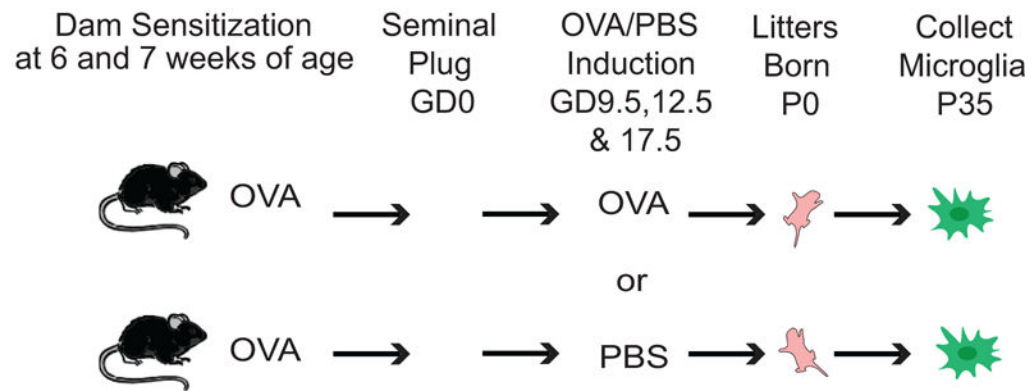 Dam Sensitization
at 6 and 7 weeks of age
Seminal
Plug
GD0
OVA/PBS
Induction
GD9.5,12.5
& 17.5
Litters
Born
P0
Collect
Microglia
P35
OVA
OVA
or
OVA
PBS